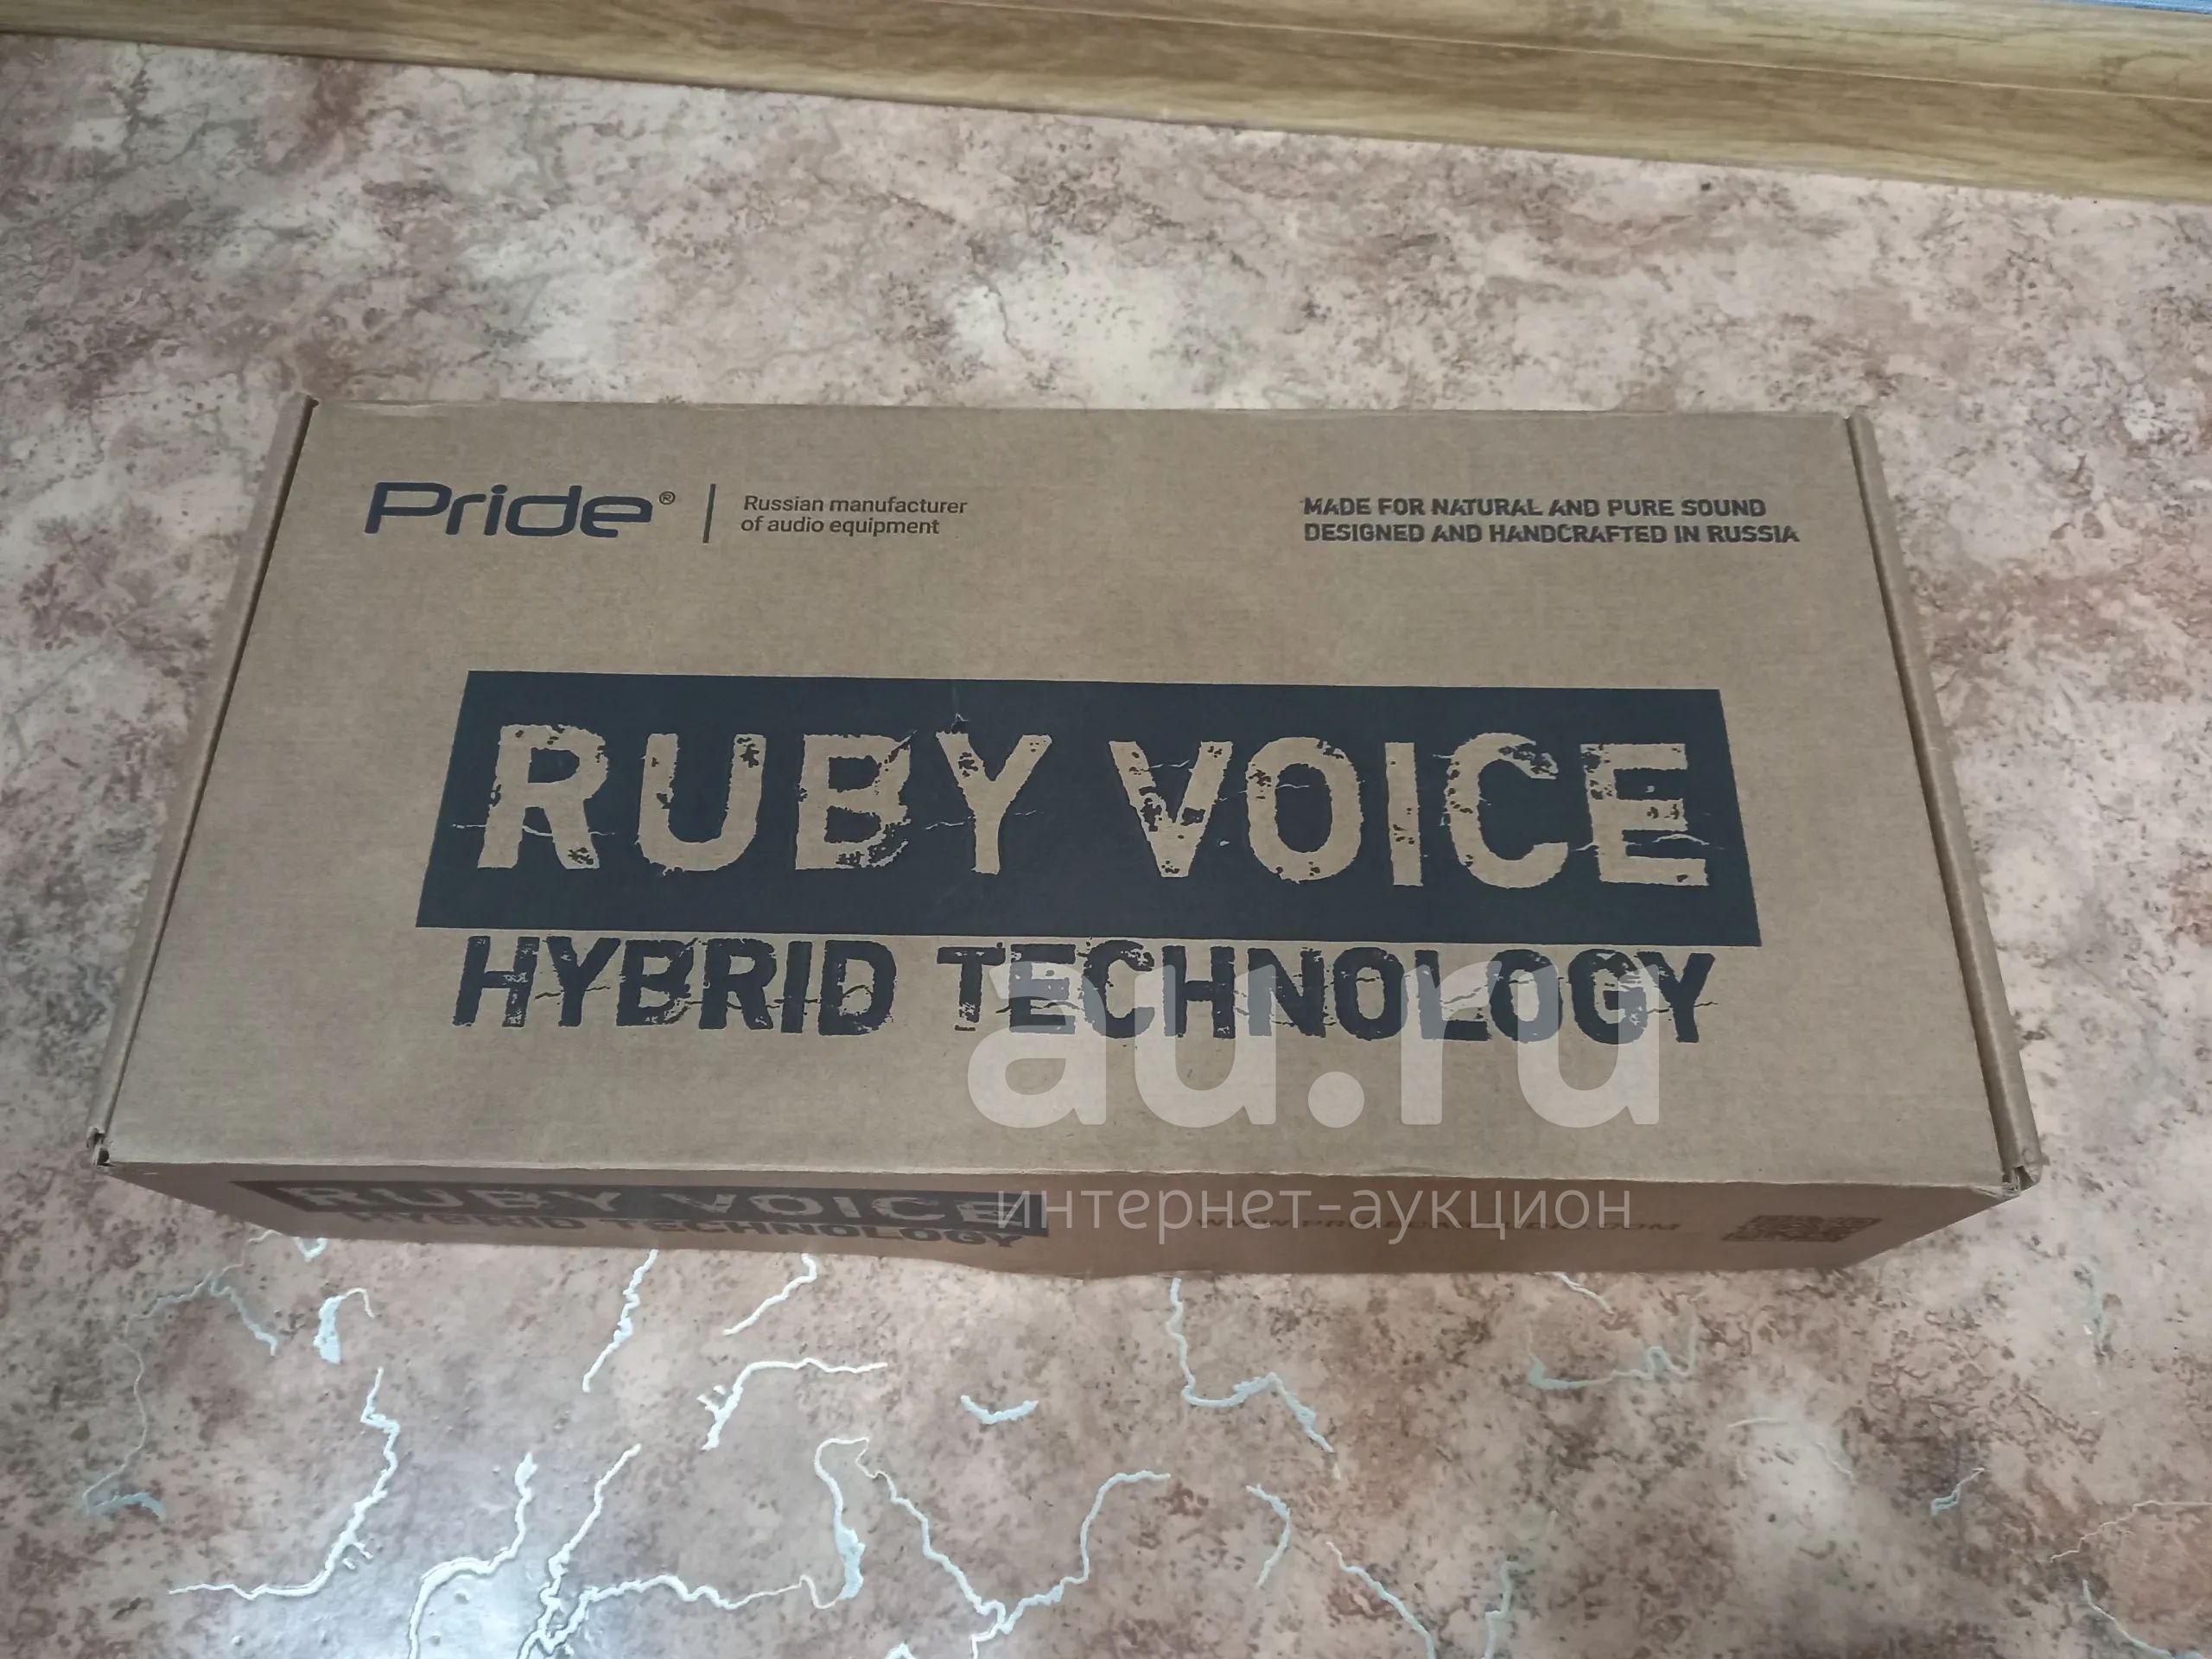 Pride®
Russian manufacturer
of audio equipment
MADE FOR NATURAL AND PURE SOUND
DESIGNED AND HANDCRAFTED IN RUSSIA
RUBY VOICE
HYBRID TECHNOLOGY
au.ru
интернет-аукцион
RUBY VOICE
HYBRID TECHNOLOGY